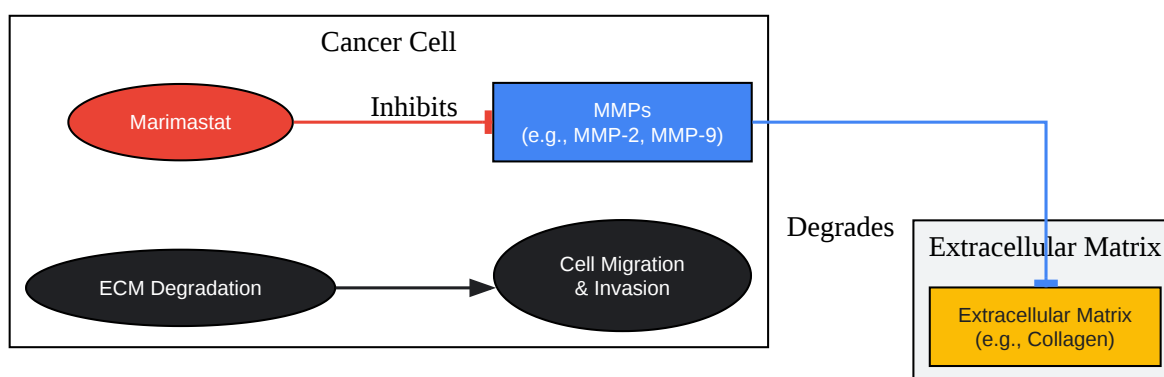 Cancer Cell
Marimastat
Inhibits
MMPs
(e.g., MMP-2, MMP-9)
Degrades
Extracellular Matrix
ECM Degradation
Cell Migration
& Invasion
Extracellular Matrix
(e.g., Collagen)